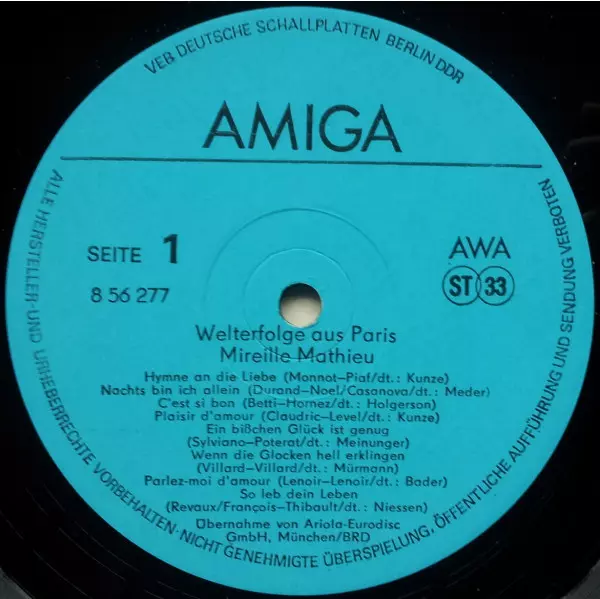 VEB DEUTSCHE SCHALLPLATTEN BERLIN DDR
AMIGA
SEITE 1
8 56 277
AWA
ST 33
Welterfolge aus Paris
Mireille Mathieu
Hymne an die Liebe (Monnot–Piaf/dt.: Kunze)
Nachts bin ich allein (Durand–Noel/Casanova/dt.: Meder)
C'est si bon (Betti–Hornez/dt.: Holgerson)
Plaisir d'amour (Claudric–Level/dt.: Kunze)
Ein bißchen Glück ist genug
(Sylviano–Poterat/dt.: Meinunger)
Wenn die Glocken hell erklingen
(Villard–Villard/dt.: Mürmann)
Parlez-moi d'amour (Lenoir–Lenoir/dt.: Bader)
So leb dein Leben
(Revaux/François–Thibault/dt.: Niessen)
Übernahme von Ariola-Eurodisc
GmbH, München/BRD
ALLE HERSTELLER- UND URHEBERRECHTE VORBEHALTEN · NICHT GENEHMIGTE ÜBERSPIELUNG, ÖFFENTLICHE AUFFÜHRUNG UND SENDUNG VERBOTEN